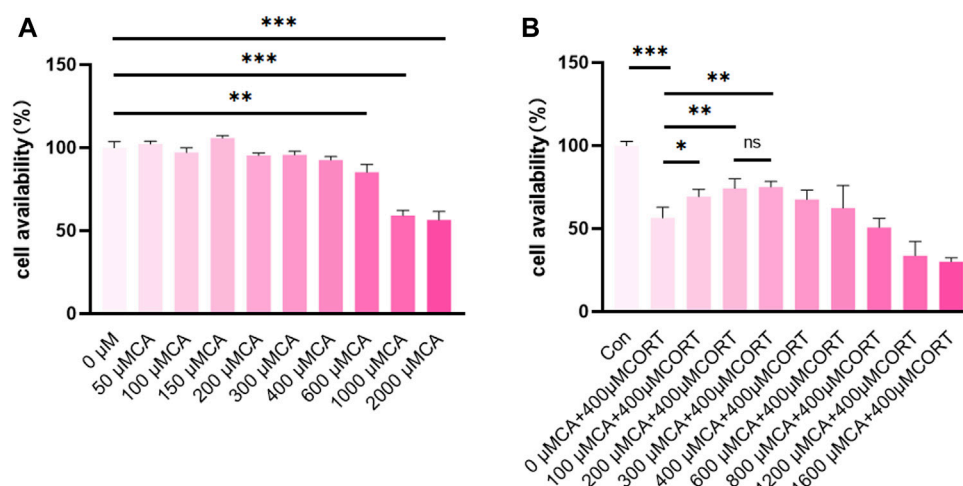 A
***
***
**
150
100
50
0
cell availability (%)
0 μM
50 μMCA
100 μMCA
150 μMCA
200 μMCA
300 μMCA
400 μMCA
600 μMCA
1000 μMCA
2000 μMCA
B
***
**
**
*
ns
150
100
50
0
cell availability (%)
Con
0 μMCA+400μMCORT
100 μMCA+400μMCORT
200 μMCA+400μMCORT
300 μMCA+400μMCORT
400 μMCA+400μMCORT
600 μMCA+400μMCORT
800 μMCA+400μMCORT
1200 μMCA+400μMCORT
1600 μMCA+400μMCORT